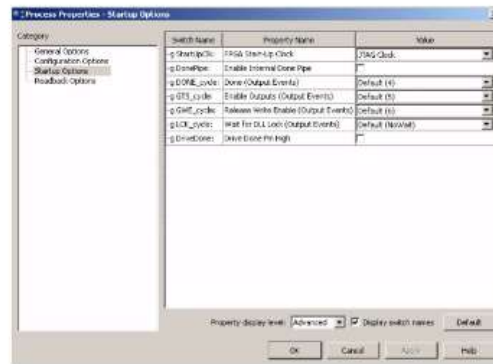 Process Properties - Startup Options
Category
General Options
Configuration Options
Startup Options
Readback Options
Switch Name Property Name Value
-g StartUpClk: FPGA Start-Up Clock JTAG Clock
-g DonePipe: Enable Internal Done Pipe
-g DONE_cycle: Done (Output Events) Default (4)
-g GTS_cycle: Enable Outputs (Output Events) Default (5)
-g GWE_cycle: Release Write Enable (Output Events) Default (6)
-g LCK_cycle: Wait for DLL Lock (Output Events) Default (NoWait)
-g DriveDone: Drive Done Pin High
Property display level: Advanced Display switch names Default
OK Cancel Apply Help